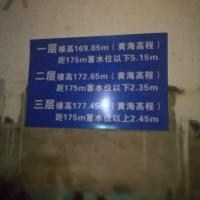 一层楼高169.85m(黄海高程)
距175m蓄水位以下5.15m
二层楼高172.65m(黄海高程)
距175m蓄水位以下2.35m
三层楼高177.45m(黄海高程)
距175m蓄水位以上2.45m